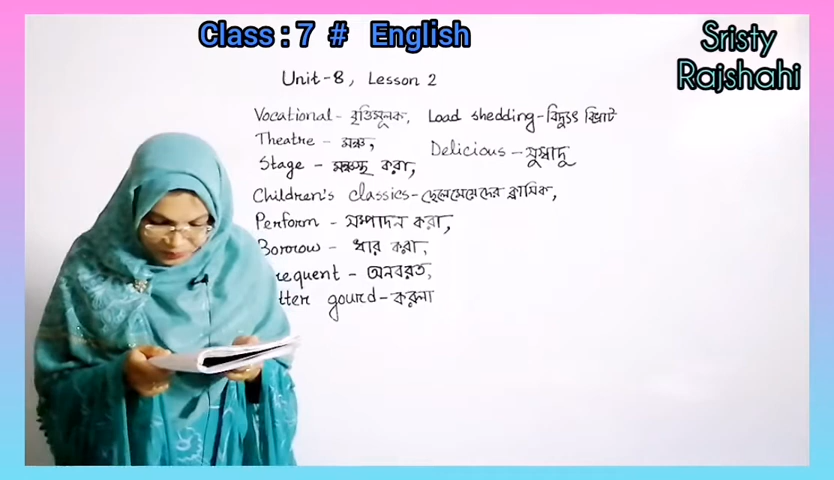 Class : 7 # English
Sristy
Rajshahi
Unit-8, Lesson 2
Vocational - বৃত্তিমূলক, Load shedding - বিদ্যুৎ বিভ্রাট
Theatre - মঞ্চ,
Delicious - সুস্বাদু
Stage - মঞ্চস্থ করা,
Children's classics - ছেলেমেয়েদের ক্লাসিক,
Perform - সম্পাদন করা,
Borrow - ধার করা,
requent - অনবরত,
tter gourd - করলা